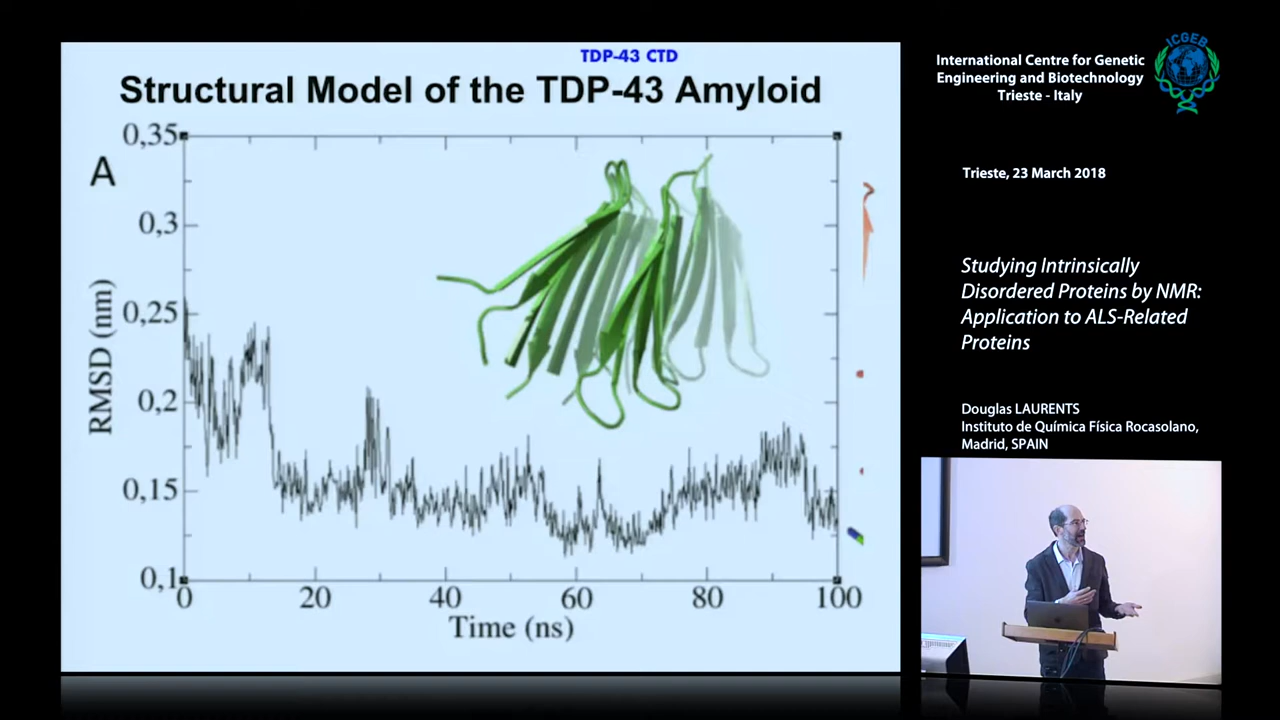 TDP-43 CTD
Structural Model of the TDP-43 Amyloid
A
0,35
0,3
0,25
0,2
0,15
0,1
RMSD (nm)
0 20 40 60 80 100
Time (ns)
ICGEB
International Centre for Genetic
Engineering and Biotechnology
Trieste - Italy
Trieste, 23 March 2018
Studying Intrinsically
Disordered Proteins by NMR:
Application to ALS-Related
Proteins
Douglas LAURENTS
Instituto de Química Física Rocasolano,
Madrid, SPAIN